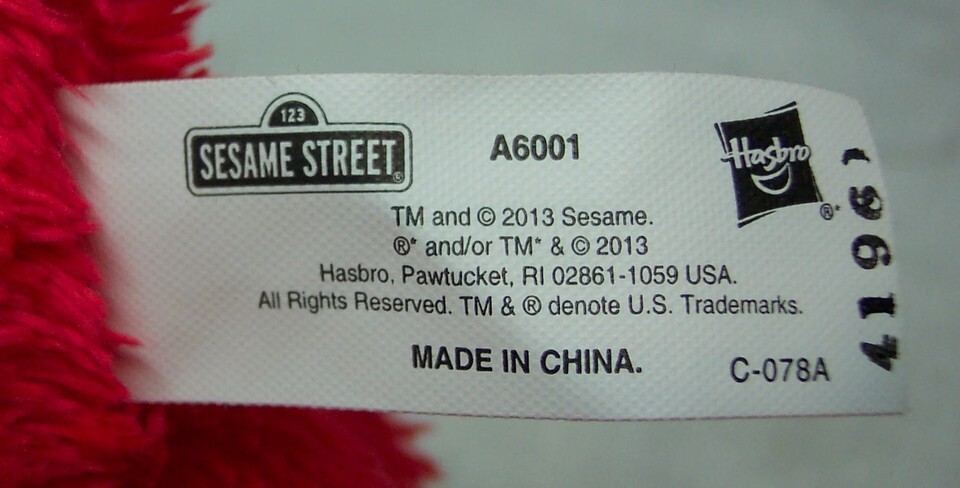 123
SESAME STREET®
A6001
Hasbro
®*
TM and © 2013 Sesame.
®* and/or TM* & © 2013
Hasbro, Pawtucket, RI 02861-1059 USA.
All Rights Reserved. TM & ® denote U.S. Trademarks.
MADE IN CHINA.
C-078A
41961